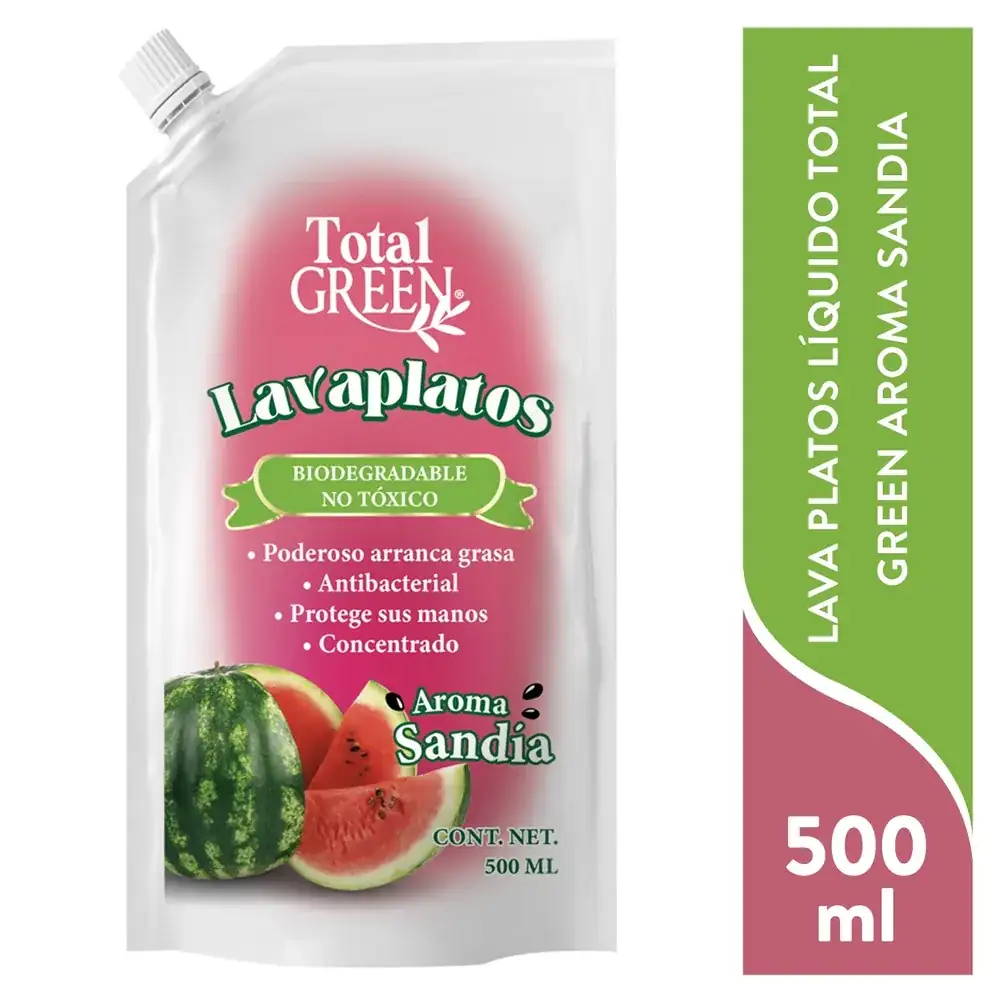 Total
GREEN®
Lavaplatos
BIODEGRADABLE
NO TÓXICO
• Poderoso arranca grasa
• Antibacterial
• Protege sus manos
• Concentrado
Aroma
Sandía
CONT. NET.
500 ML
LAVA PLATOS LÍQUIDO TOTAL
GREEN AROMA SANDIA
500
ml